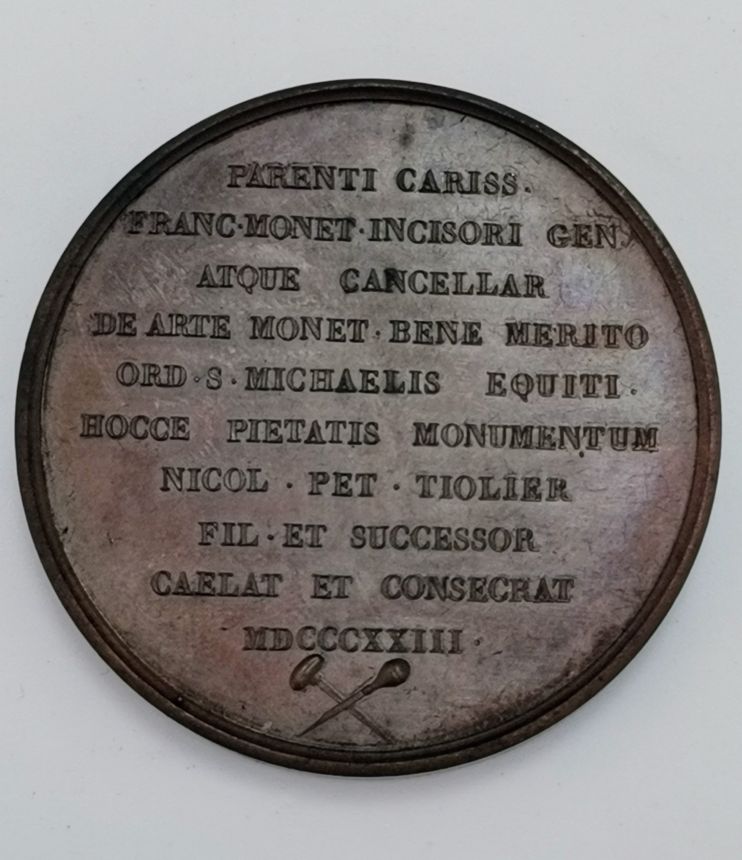 PARENTI CARISS.
FRANC·MONET·INCISORI GEN
ATQUE CANCELLAR
DE ARTE MONET·BENE MERITO
ORD·S·MICHAELIS EQUITI·
HOCCE PIETATIS MONUMENTUM
NICOL·PET·TIOLIER
FIL·ET SUCCESSOR
CAELAT ET CONSECRAT
MDCCCXXIII·